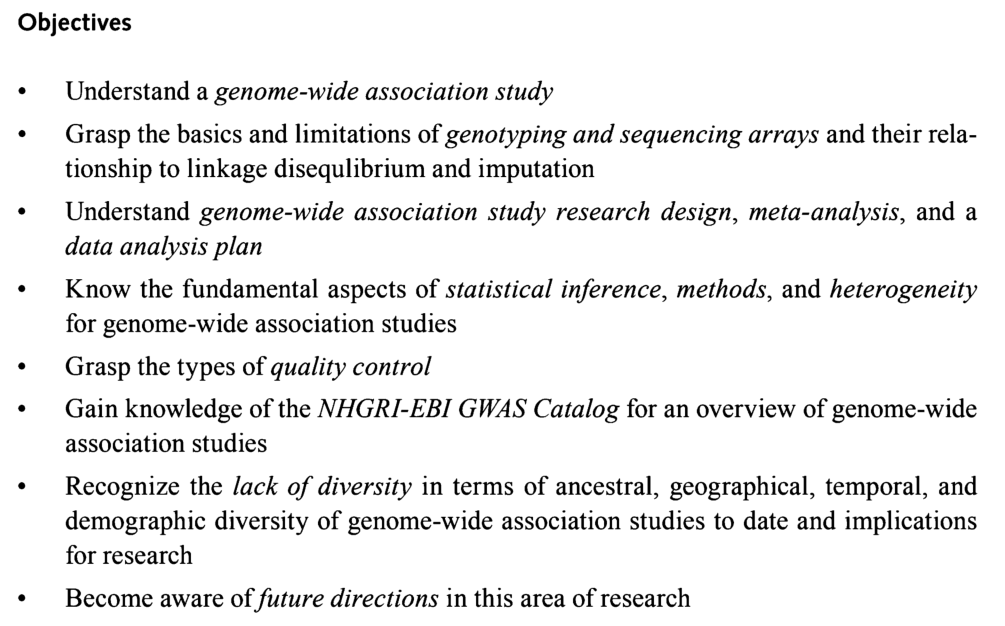 Objectives
• Understand a genome-wide association study
• Grasp the basics and limitations of genotyping and sequencing arrays and their rela-
tionship to linkage disequlibrium and imputation
• Understand genome-wide association study research design, meta-analysis, and a
data analysis plan
• Know the fundamental aspects of statistical inference, methods, and heterogeneity
for genome-wide association studies
• Grasp the types of quality control
• Gain knowledge of the NHGRI-EBI GWAS Catalog for an overview of genome-wide
association studies
• Recognize the lack of diversity in terms of ancestral, geographical, temporal, and
demographic diversity of genome-wide association studies to date and implications
for research
• Become aware of future directions in this area of research